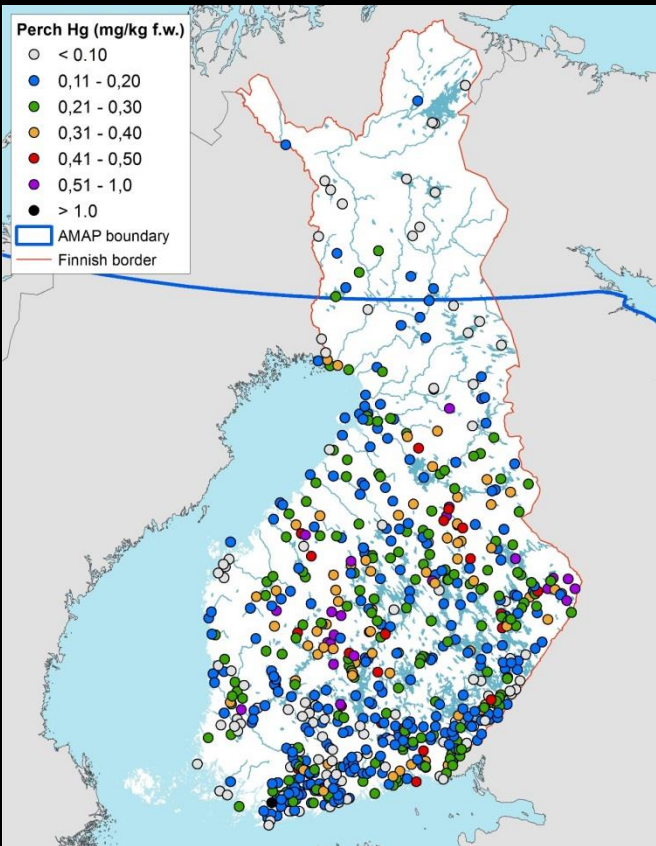 Perch Hg (mg/kg f.w.)
< 0.10
0,11 - 0,20
0,21 - 0,30
0,31 - 0,40
0,41 - 0,50
0,51 - 1,0
> 1.0
AMAP boundary
Finnish border